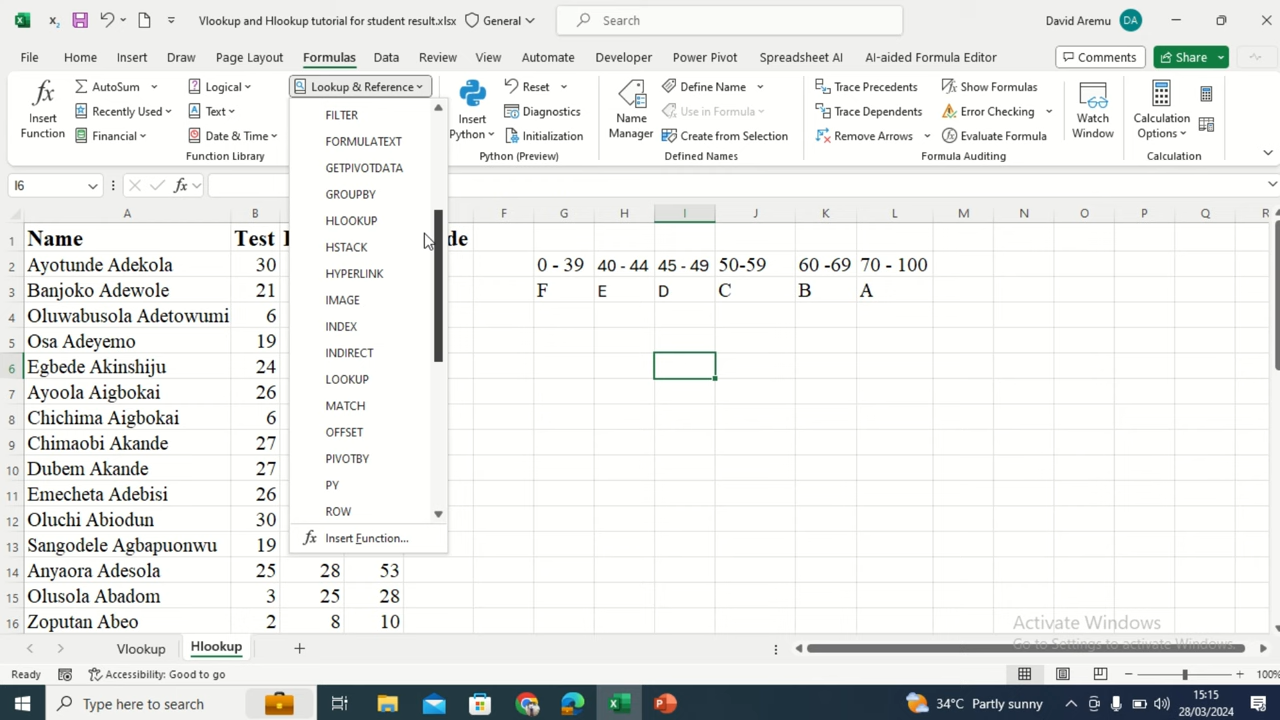 Vlookup and Hlookup tutorial for student result.xlsx
General
Search
David Aremu
DA
File
Home
Insert
Draw
Page Layout
Formulas
Data
Review
View
Automate
Developer
Power Pivot
Spreadsheet AI
AI-aided Formula Editor
Comments
Share
Insert Function
AutoSum
Recently Used
Financial
Logical
Text
Date & Time
Lookup & Reference
Function Library
Insert Python
Reset
Diagnostics
Initialization
Python (Preview)
Name Manager
Define Name
Use in Formula
Create from Selection
Defined Names
Trace Precedents
Trace Dependents
Remove Arrows
Show Formulas
Error Checking
Evaluate Formula
Formula Auditing
Watch Window
Calculation Options
Calculation
FILTER
FORMULATEXT
GETPIVOTDATA
GROUPBY
HLOOKUP
HSTACK
HYPERLINK
IMAGE
INDEX
INDIRECT
LOOKUP
MATCH
OFFSET
PIVOTBY
PY
ROW
fx Insert Function...
I6
fx
A B F G H I J K L M N O P Q R
1 Name Test de
2 Ayotunde Adekola 30 0 - 39 40 - 44 45 - 49 50-59 60 -69 70 - 100
3 Banjoko Adewole 21 F E D C B A
4 Oluwabusola Adetowumi 6
5 Osa Adeyemo 19
6 Egbede Akinshiju 24
7 Ayoola Aigbokai 26
8 Chichima Aigbokai 6
9 Chimaobi Akande 27
10 Dubem Akande 27
11 Emecheta Adebisi 26
12 Oluchi Abiodun 30
13 Sangodele Agbapuonwu 19
14 Anyaora Adesola 25 28 53
15 Olusola Abadom 3 25 28
16 Zoputan Abeo 2 8 10
Activate Windows
Go to Settings to activate Windows.
Vlookup
Hlookup
Ready
Accessibility: Good to go
100%
Type here to search
34°C Partly sunny
15:15
28/03/2024